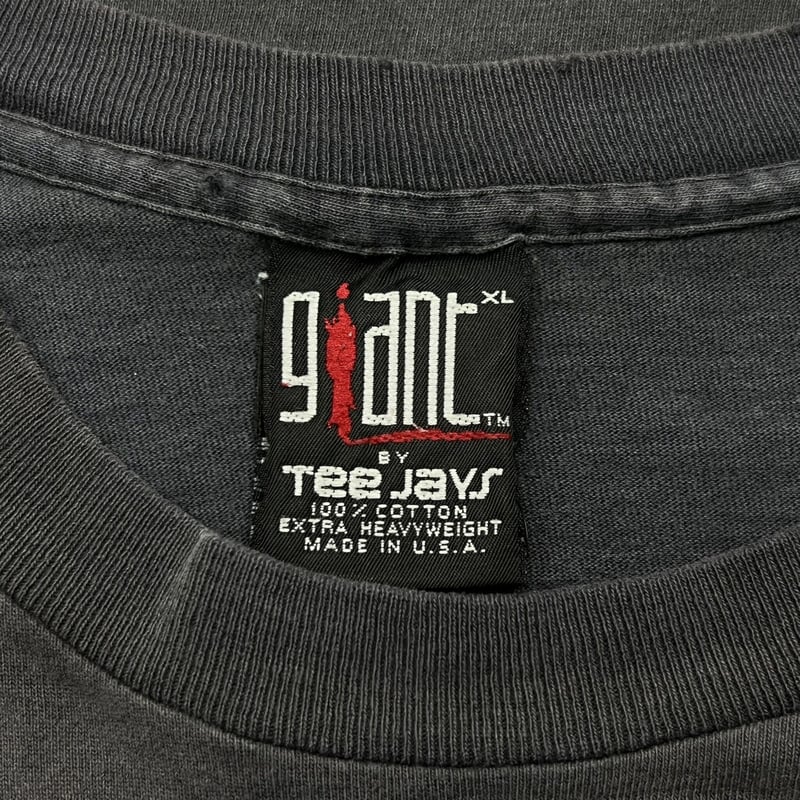 giant XL TM
BY
Tee Jays
100% COTTON
EXTRA HEAVYWEIGHT
MADE IN U.S.A.